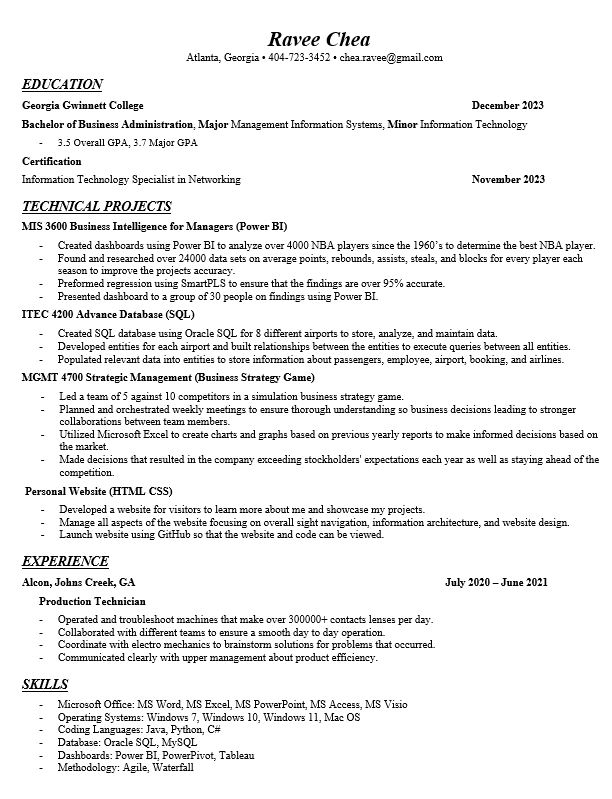 Ravee Chea
Atlanta, Georgia • 404-723-3452 • chea.ravee@gmail.com
EDUCATION
Georgia Gwinnett College December 2023
Bachelor of Business Administration, Major Management Information Systems, Minor Information Technology
- 3.5 Overall GPA, 3.7 Major GPA
Certification
Information Technology Specialist in Networking November 2023
TECHNICAL PROJECTS
MIS 3600 Business Intelligence for Managers (Power BI)
- Created dashboards using Power BI to analyze over 4000 NBA players since the 1960’s to determine the best NBA player.
- Found and researched over 24000 data sets on average points, rebounds, assists, steals, and blocks for every player each
season to improve the projects accuracy.
- Preformed regression using SmartPLS to ensure that the findings are over 95% accurate.
- Presented dashboard to a group of 30 people on findings using Power BI.
ITEC 4200 Advance Database (SQL)
- Created SQL database using Oracle SQL for 8 different airports to store, analyze, and maintain data.
- Developed entities for each airport and built relationships between the entities to execute queries between all entities.
- Populated relevant data into entities to store information about passengers, employee, airport, booking, and airlines.
MGMT 4700 Strategic Management (Business Strategy Game)
- Led a team of 5 against 10 competitors in a simulation business strategy game.
- Planned and orchestrated weekly meetings to ensure thorough understanding so business decisions leading to stronger
collaborations between team members.
- Utilized Microsoft Excel to create charts and graphs based on previous yearly reports to make informed decisions based on
the market.
- Made decisions that resulted in the company exceeding stockholders' expectations each year as well as staying ahead of the
competition.
Personal Website (HTML CSS)
- Developed a website for visitors to learn more about me and showcase my projects.
- Manage all aspects of the website focusing on overall sight navigation, information architecture, and website design.
- Launch website using GitHub so that the website and code can be viewed.
EXPERIENCE
Alcon, Johns Creek, GA July 2020 – June 2021
Production Technician
- Operated and troubleshoot machines that make over 300000+ contacts lenses per day.
- Collaborated with different teams to ensure a smooth day to day operation.
- Coordinate with electro mechanics to brainstorm solutions for problems that occurred.
- Communicated clearly with upper management about product efficiency.
SKILLS
- Microsoft Office: MS Word, MS Excel, MS PowerPoint, MS Access, MS Visio
- Operating Systems: Windows 7, Windows 10, Windows 11, Mac OS
- Coding Languages: Java, Python, C#
- Database: Oracle SQL, MySQL
- Dashboards: Power BI, PowerPivot, Tableau
- Methodology: Agile, Waterfall